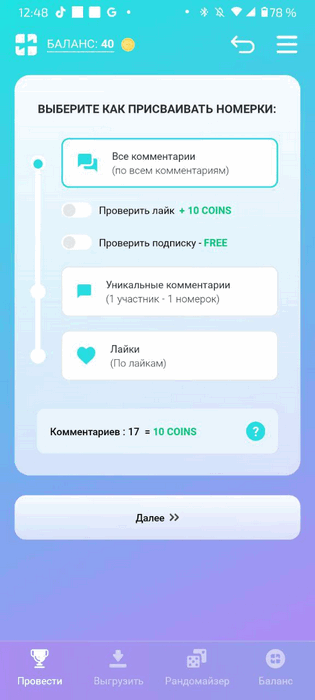 12:48
78 %
БАЛАНС: 40
ВЫБЕРИТЕ КАК ПРИСВАИВАТЬ НОМЕРКИ:
Все комментарии
(по всем комментариям)
Проверить лайк + 10 COINS
Проверить подписку - FREE
Уникальные комментарии
(1 участник - 1 номерок)
Лайки
(По лайкам)
Комментариев : 17 = 10 COINS
?
Далее >>
Провести
Выгрузить
Рандомайзер
Баланс